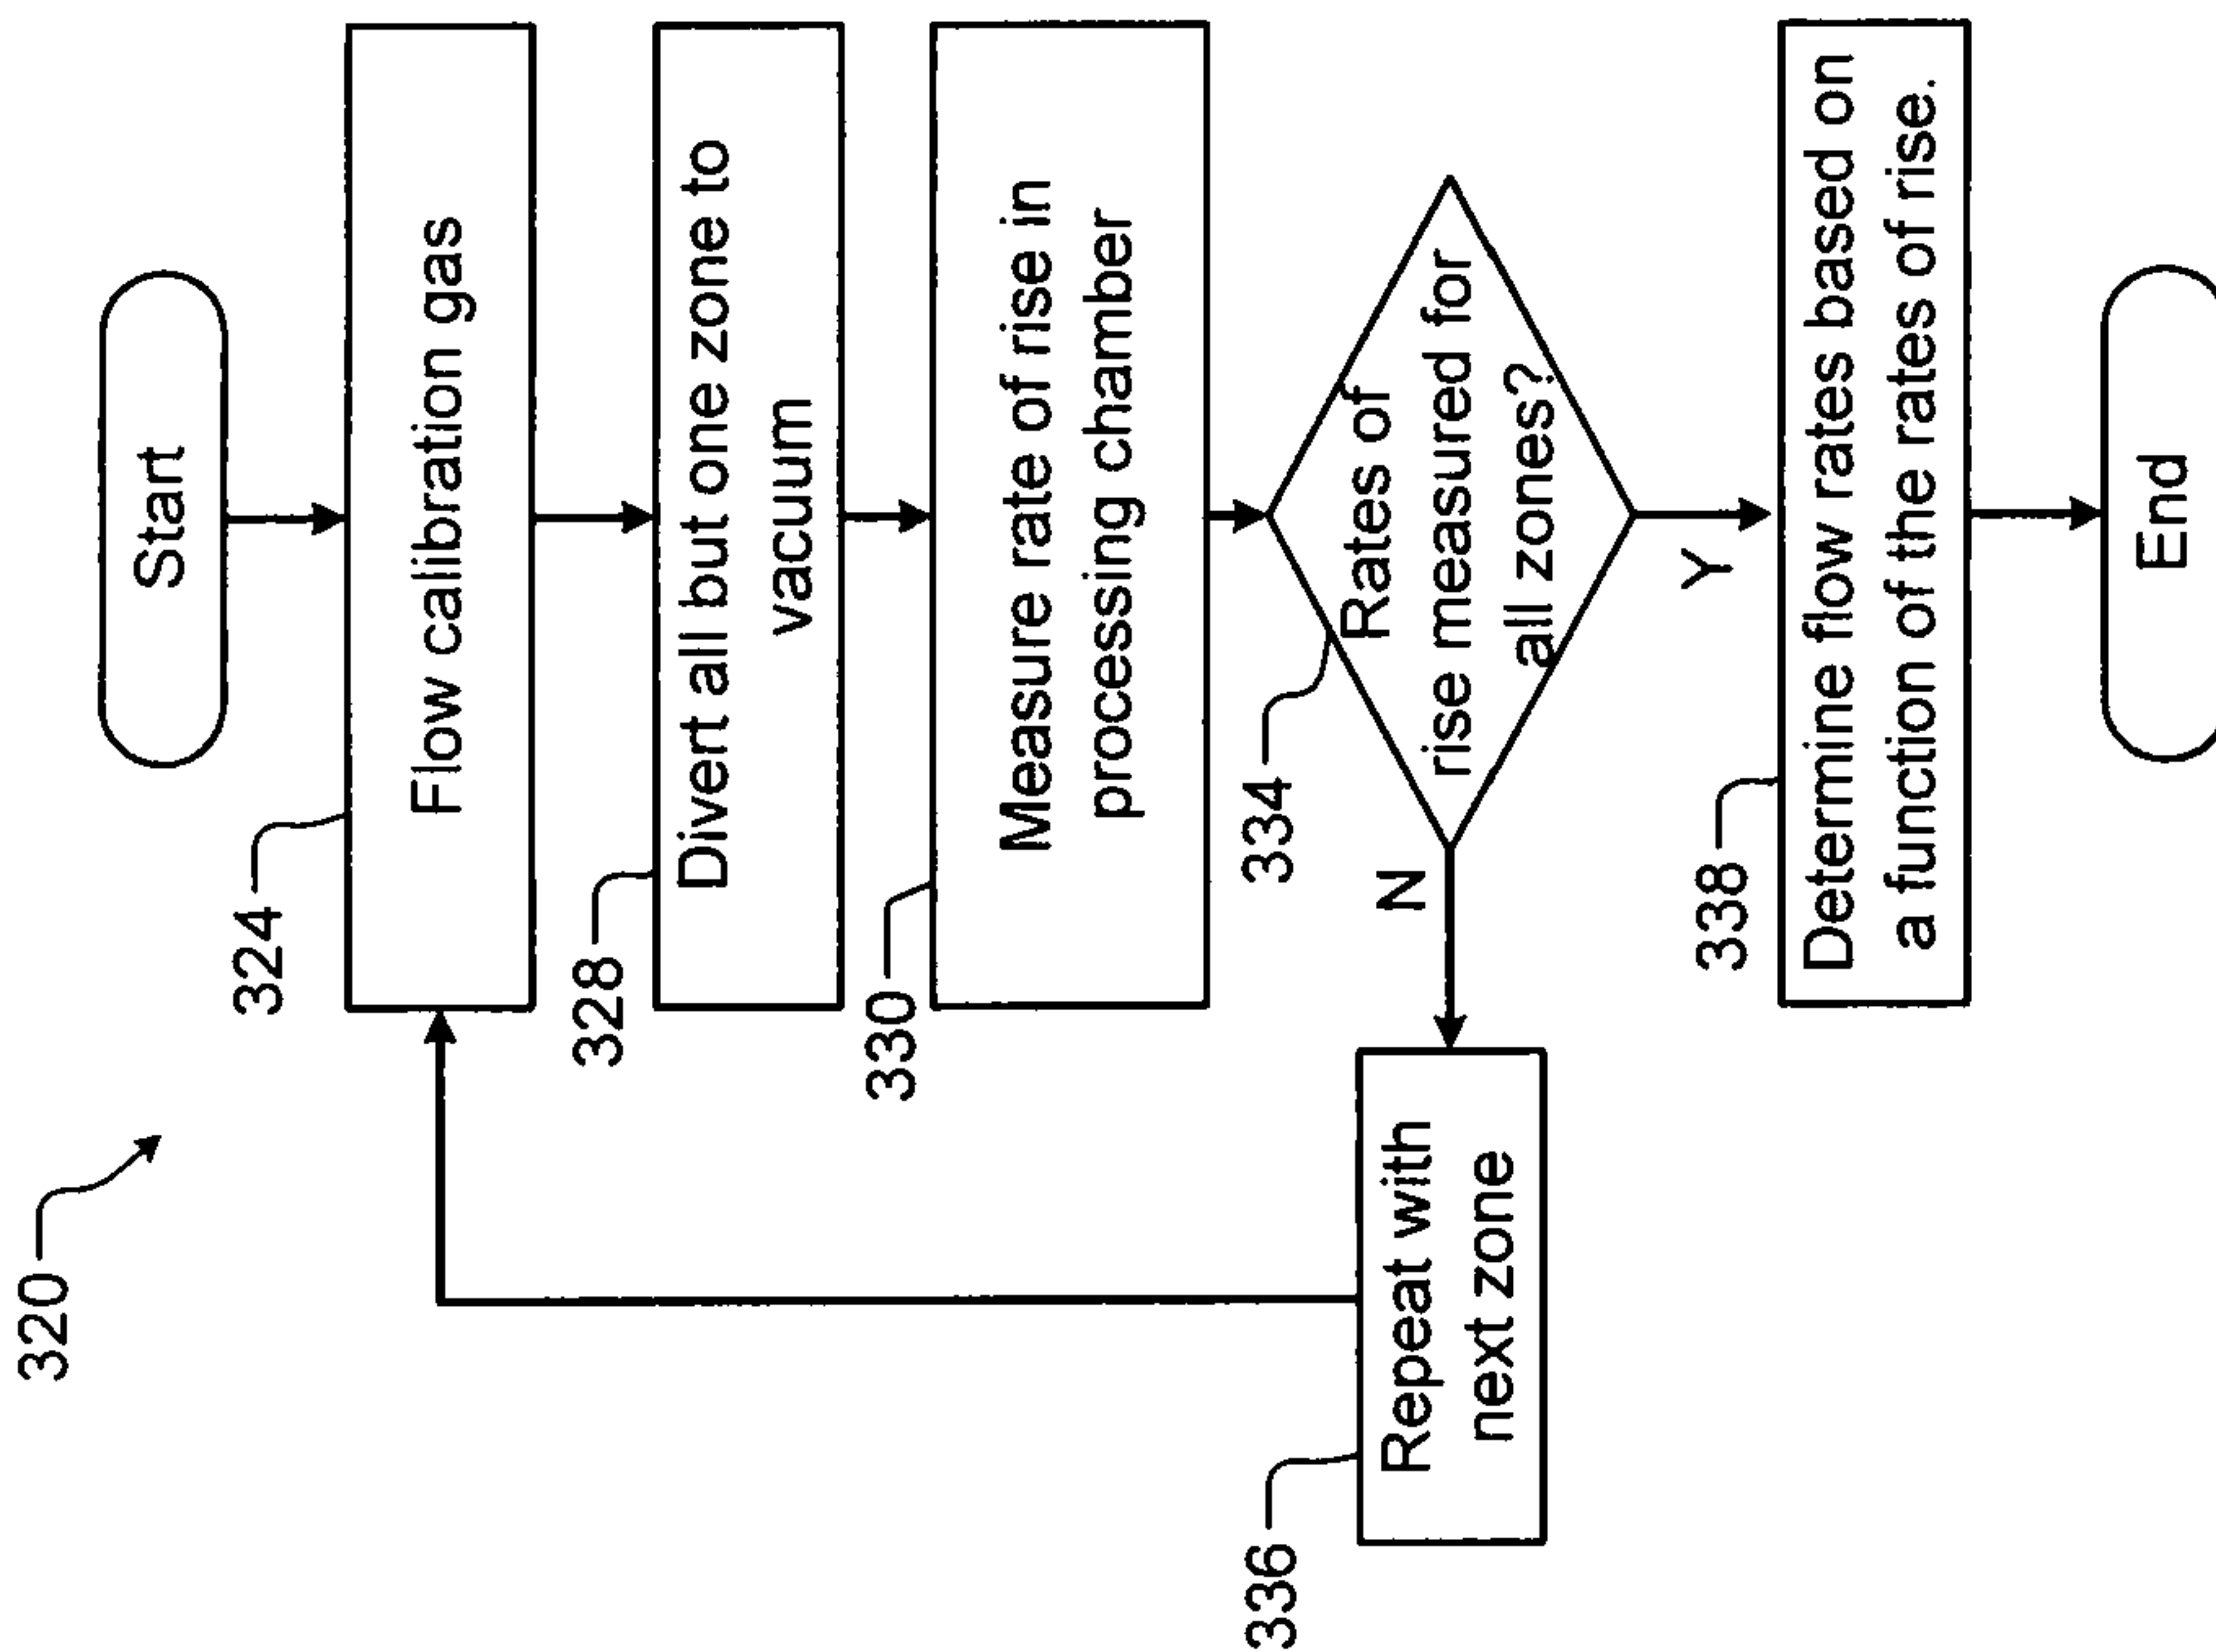 320
Start
324
Flow calibration gas
328
Divert all but one zone to
vacuum
330
Measure rate of rise in
processing chamber
334
Rates of
rise measured for
all zones?
N
336
Repeat with
next zone
Y
338
Determine flow rates based on
a function of the rates of rise.
End